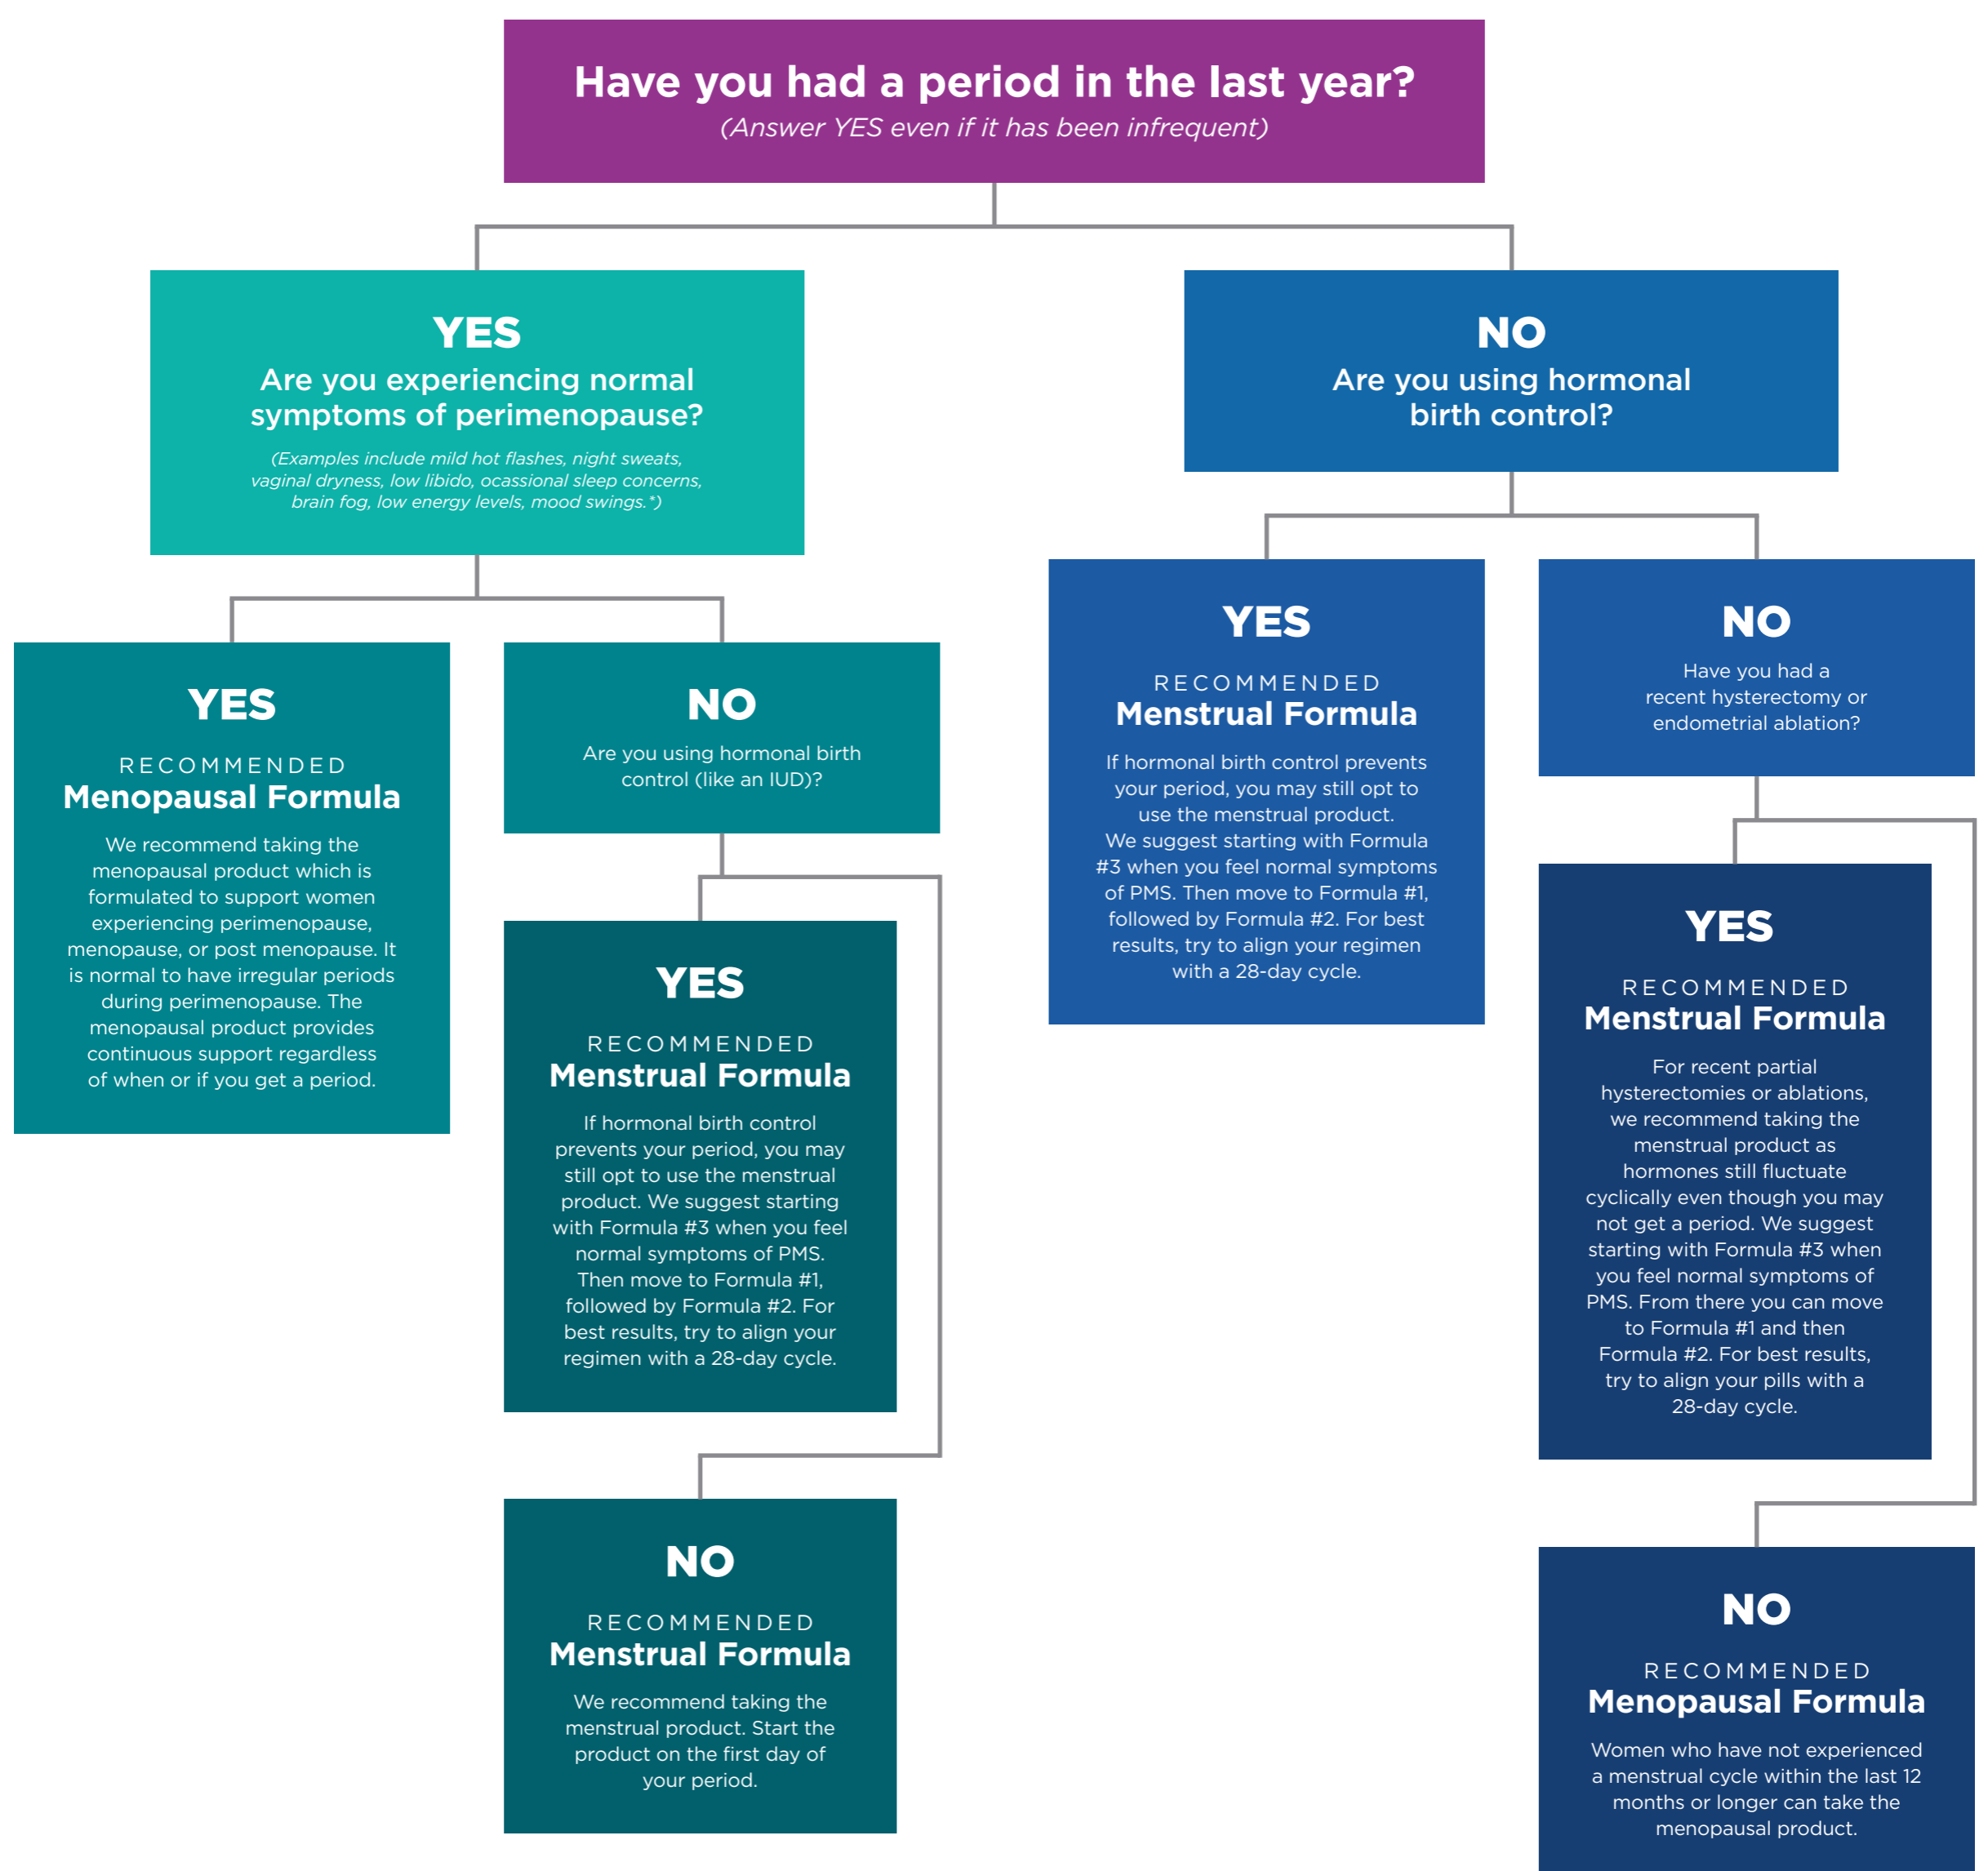 Have you had a period in the last year?
(Answer YES even if it has been infrequent)
YES
Are you experiencing normal
symptoms of perimenopause?
(Examples include mild hot flashes, night sweats,
vaginal dryness, low libido, ocassional sleep concerns,
brain fog, low energy levels, mood swings.*)
YES
RECOMMENDED
Menopausal Formula
We recommend taking the
menopausal product which is
formulated to support women
experiencing perimenopause,
menopause, or post menopause. It
is normal to have irregular periods
during perimenopause. The
menopausal product provides
continuous support regardless
of when or if you get a period.
NO
Are you using hormonal birth
control (like an IUD)?
YES
RECOMMENDED
Menstrual Formula
If hormonal birth control
prevents your period, you may
still opt to use the menstrual
product. We suggest starting
with Formula #3 when you feel
normal symptoms of PMS.
Then move to Formula #1,
followed by Formula #2. For
best results, try to align your
regimen with a 28-day cycle.
NO
RECOMMENDED
Menstrual Formula
We recommend taking the
menstrual product. Start the
product on the first day of
your period.
NO
Are you using hormonal
birth control?
YES
RECOMMENDED
Menstrual Formula
If hormonal birth control prevents
your period, you may still opt to
use the menstrual product.
We suggest starting with Formula
#3 when you feel normal symptoms
of PMS. Then move to Formula #1,
followed by Formula #2. For best
results, try to align your regimen
with a 28-day cycle.
NO
Have you had a
recent hysterectomy or
endometrial ablation?
YES
RECOMMENDED
Menstrual Formula
For recent partial
hysterectomies or ablations,
we recommend taking the
menstrual product as
hormones still fluctuate
cyclically even though you may
not get a period. We suggest
starting with Formula #3 when
you feel normal symptoms of
PMS. From there you can move
to Formula #1 and then
Formula #2. For best results,
try to align your pills with a
28-day cycle.
NO
RECOMMENDED
Menopausal Formula
Women who have not experienced
a menstrual cycle within the last 12
months or longer can take the
menopausal product.